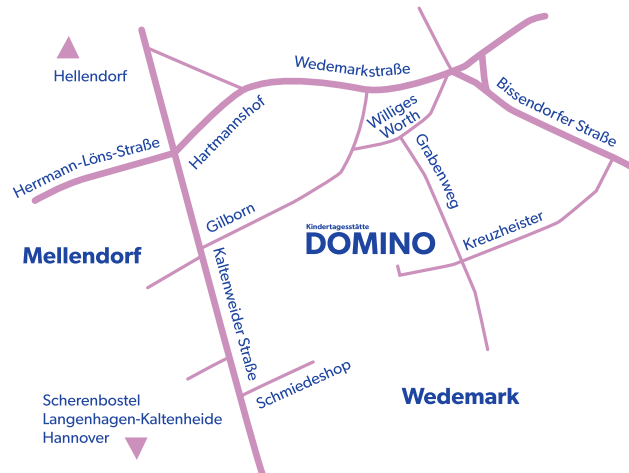 Hellendorf
Wedemarkstraße
Bissendorfer Straße
Williges
Worth
Hartmannshof
Herrmann-Löns-Straße
Grabenweg
Gilborn
Kindertagesstätte
DOMINO
Kreuzheister
Mellendorf
Kaltenweider Straße
Schmiedeshop
Scherenbostel
Langenhagen-Kaltenheide
Hannover
Wedemark